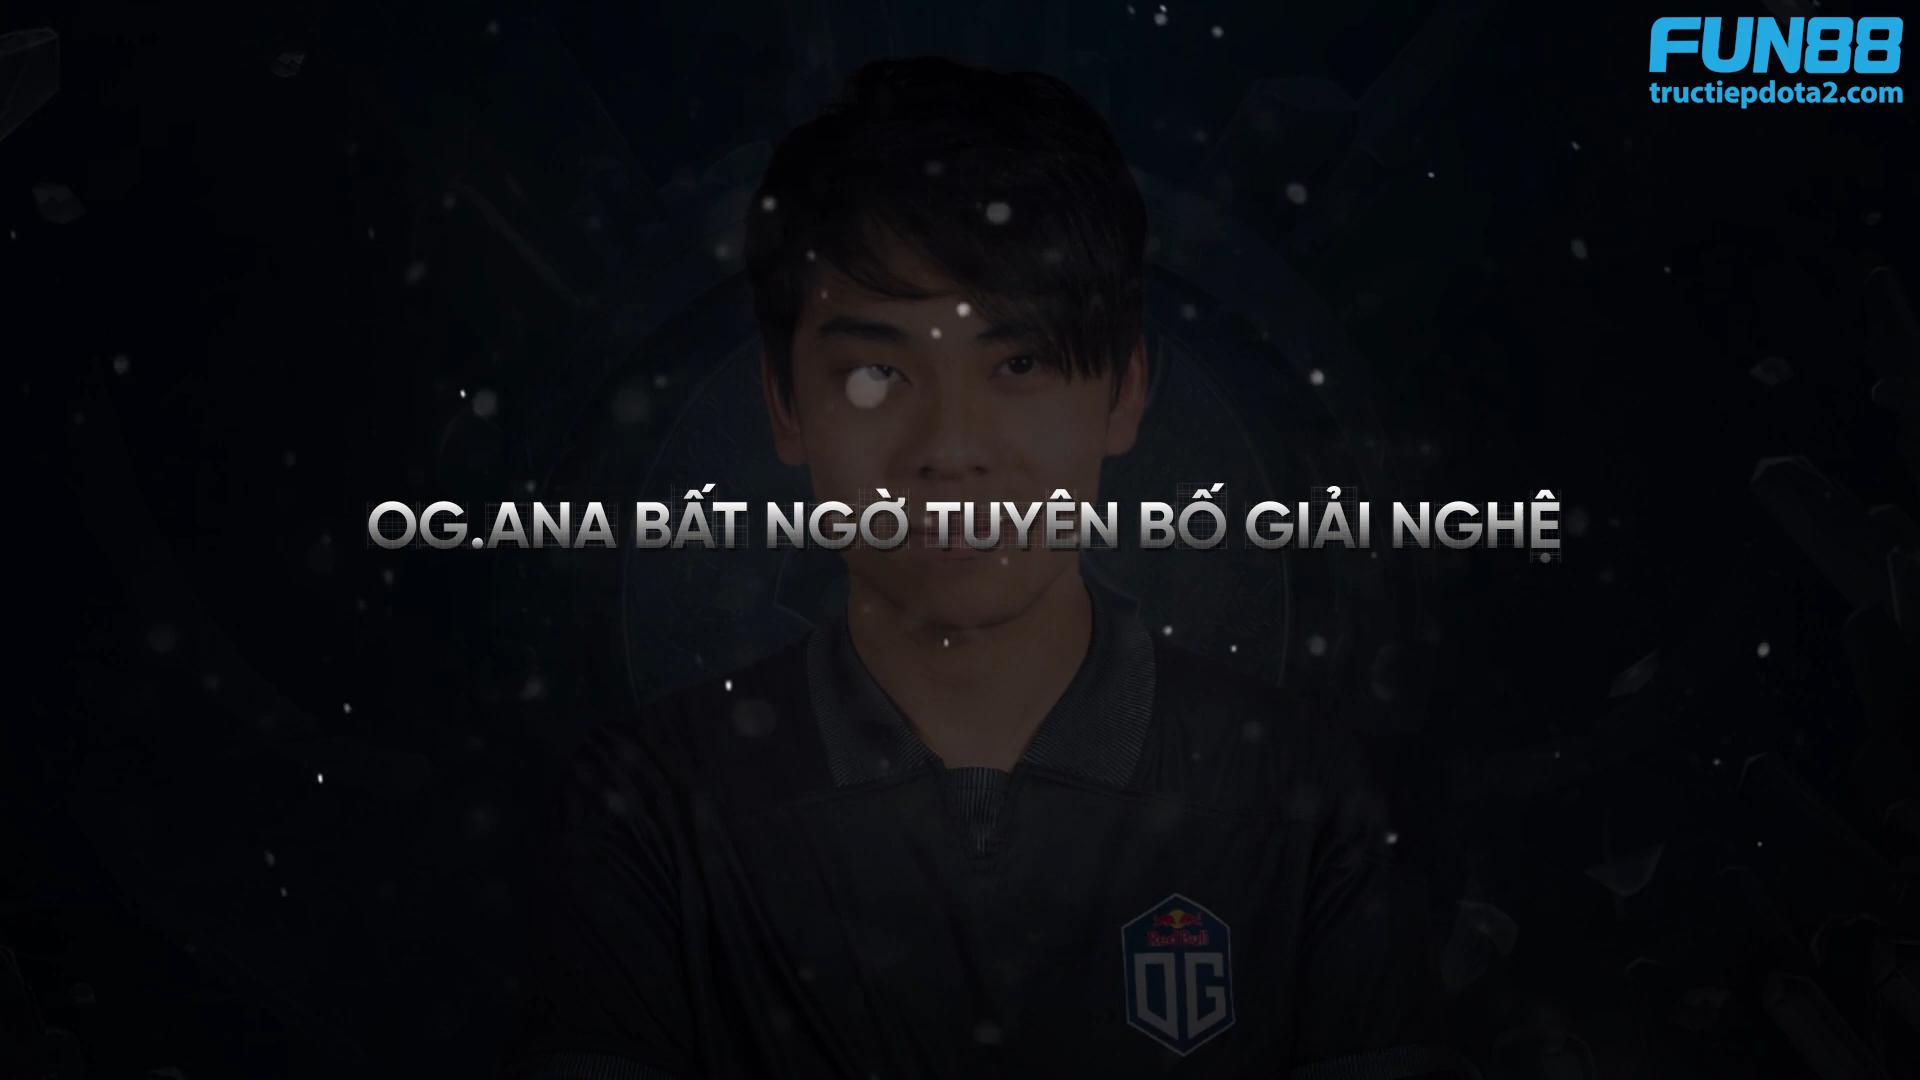 FUN88
tructiepdota2.com
OG.ANA BẤT NGỜ TUYÊN BỐ GIẢI NGHỆ
Red Bull
OG